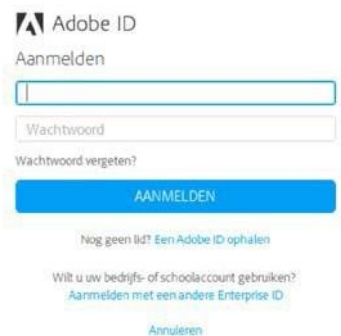 Adobe ID
Aanmelden
Wachtwoord
Wachtwoord vergeten?
AANMELDEN
Nog geen lid? Een Adobe ID ophalen
Wilt u uw bedrijfs- of schoolaccount gebruiken?
Aanmelden met een andere Enterprise ID
Annuleren